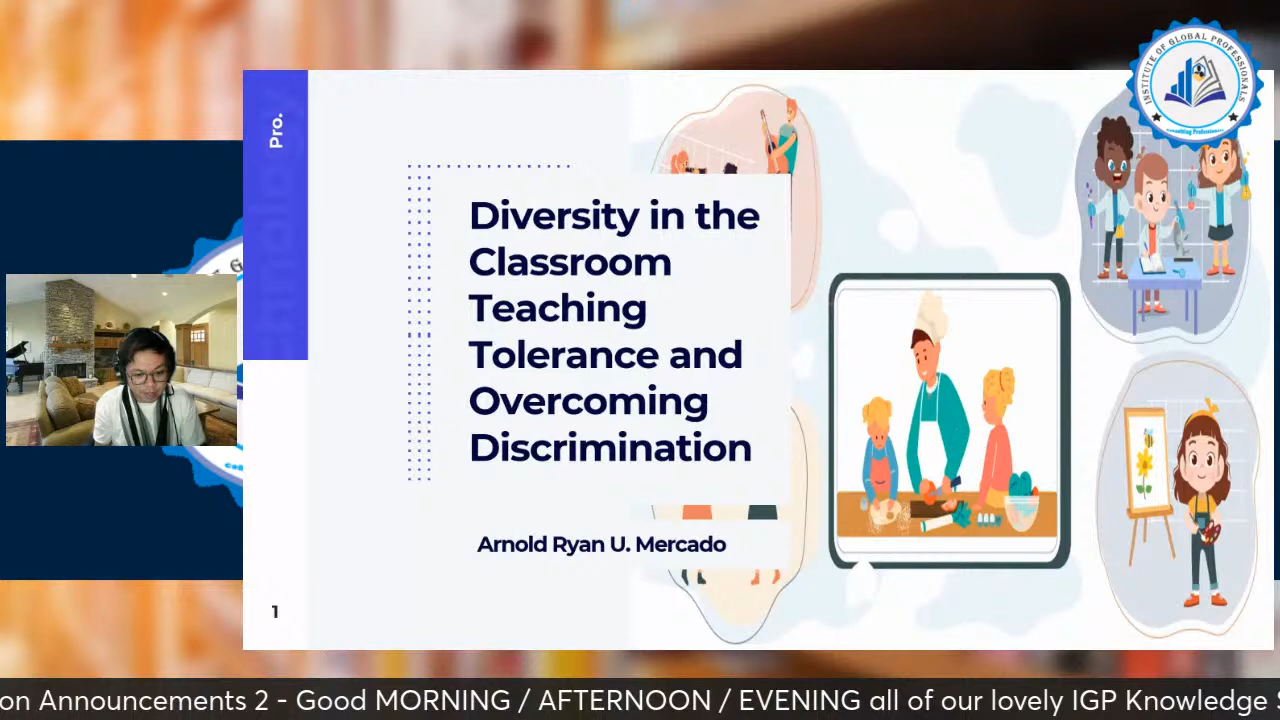 INSTITUTE OF GLOBAL PROFESSIONALS
Pro.
Diversity in the
Classroom
Teaching
Tolerance and
Overcoming
Discrimination
Arnold Ryan U. Mercado
1
on Announcements 2 - Good MORNING / AFTERNOON / EVENING all of our lovely IGP Knowledge